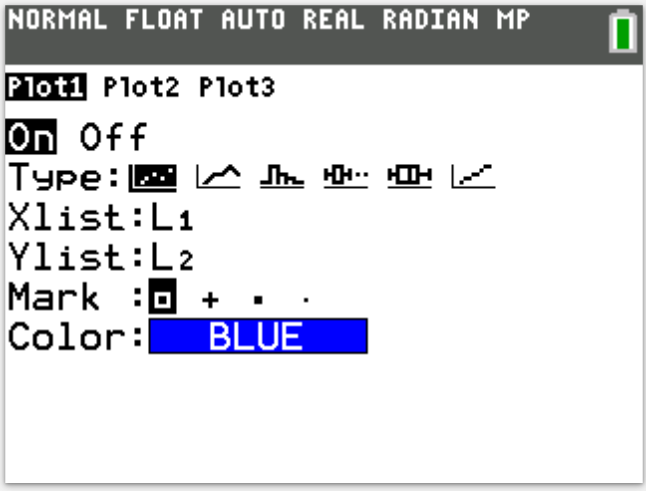 NORMAL FLOAT AUTO REAL RADIAN MP
Plot1 Plot2 Plot3
On Off
Type:
Xlist:L1
Ylist:L2
Mark :
Color: BLUE